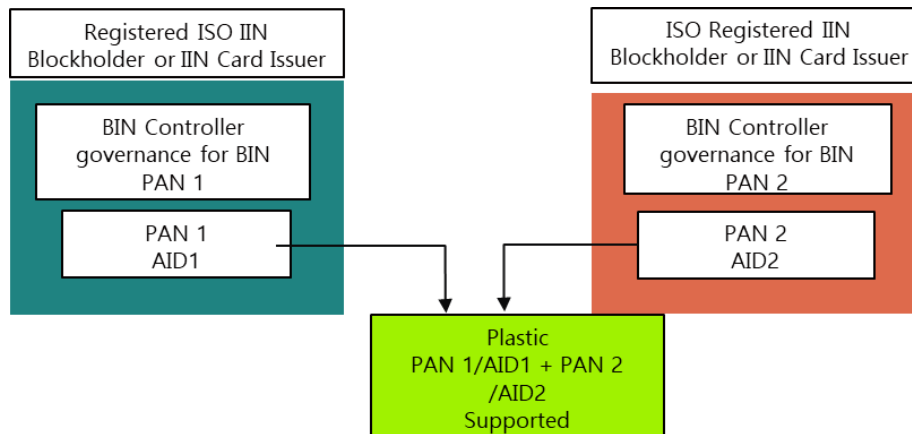 Registered ISO IIN
Blockholder or IIN Card Issuer
BIN Controller
governance for BIN
PAN 1
PAN 1
AID1
ISO Registered IIN
Blockholder or IIN Card Issuer
BIN Controller
governance for BIN
PAN 2
PAN 2
AID2
Plastic
PAN 1/AID1 + PAN 2
/AID2
Supported